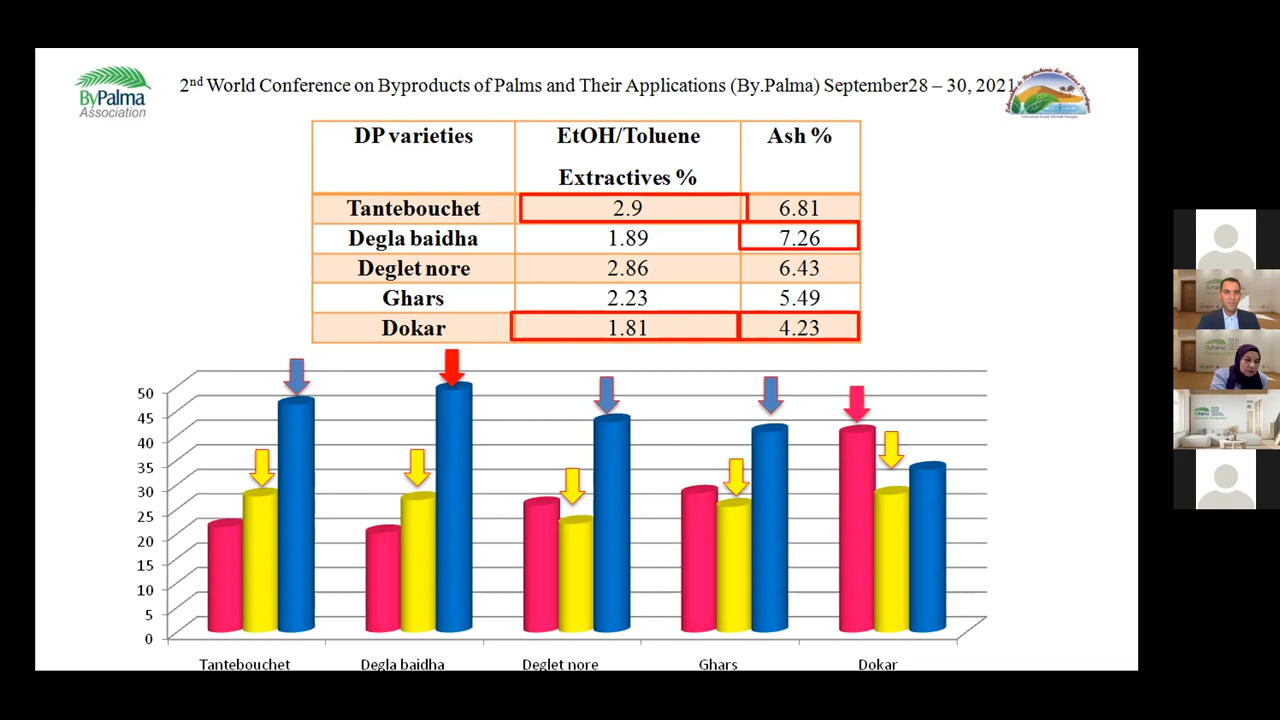 2nd World Conference on Byproducts of Palms and Their Applications (By.Palma) September28 – 30, 2021
ByPalma
Association
DP varieties EtOH/Toluene Extractives % Ash %
Tantebouchet 2.9 6.81
Degla baidha 1.89 7.26
Deglet nore 2.86 6.43
Ghars 2.23 5.49
Dokar 1.81 4.23
50
45
40
35
30
25
20
15
10
5
0
Tantebouchet Degla baidha Deglet nore Ghars Dokar